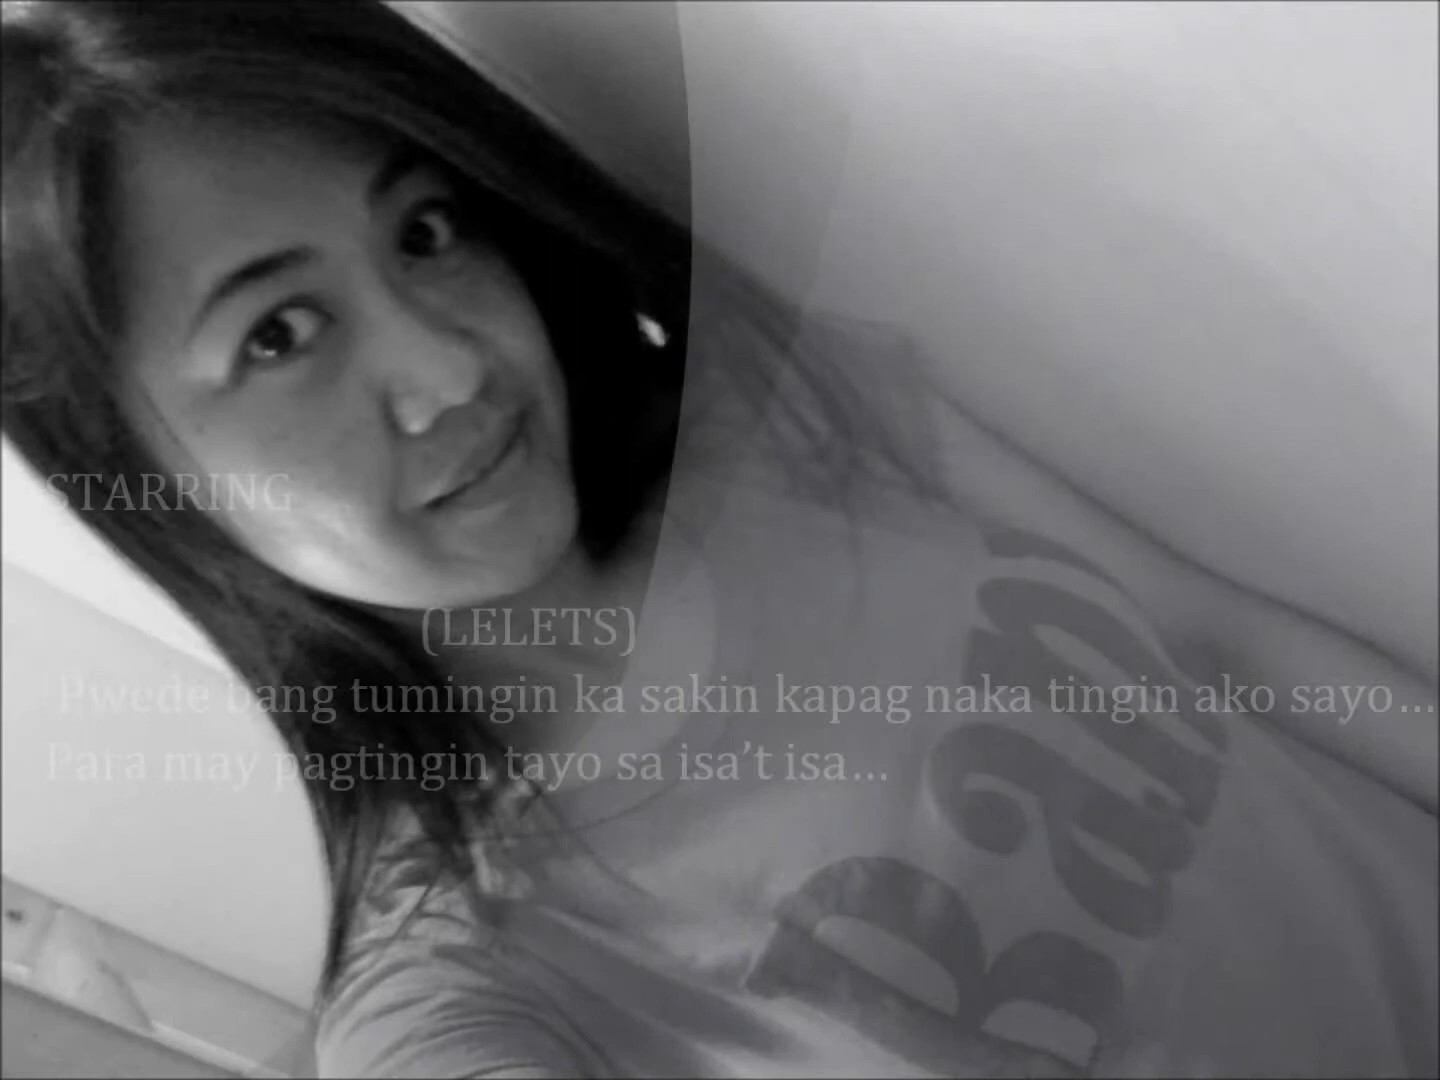 STARRING
(LELETS)
Pwede bang tumingin ka sakin kapag naka tingin ako sayo...
Para may pagtingin tayo sa isa't isa...
Ban